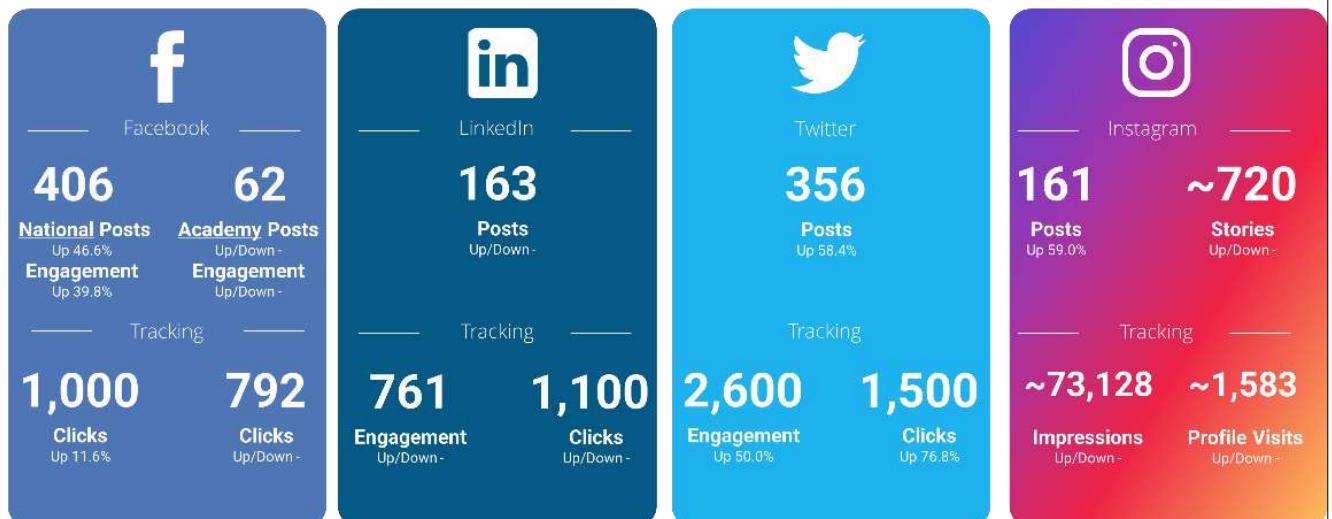 Facebook
406 62
National Posts Academy Posts
Up 46.6% Up/Down -
Engagement Engagement
Up 39.8% Up/Down -
Tracking
1,000 792
Clicks Clicks
Up 11.6% Up/Down -
in
LinkedIn
163
Posts
Up/Down -
Tracking
761 1,100
Engagement Clicks
Up/Down - Up/Down -
Twitter
356
Posts
Up 58.4%
Tracking
2,600 1,500
Engagement Clicks
Up 50.0% Up 76.8%
Instagram
161 ~720
Posts Stories
Up 59.0% Up/Down -
Tracking
~73,128 ~1,583
Impressions Profile Visits
Up/Down - Up/Down -